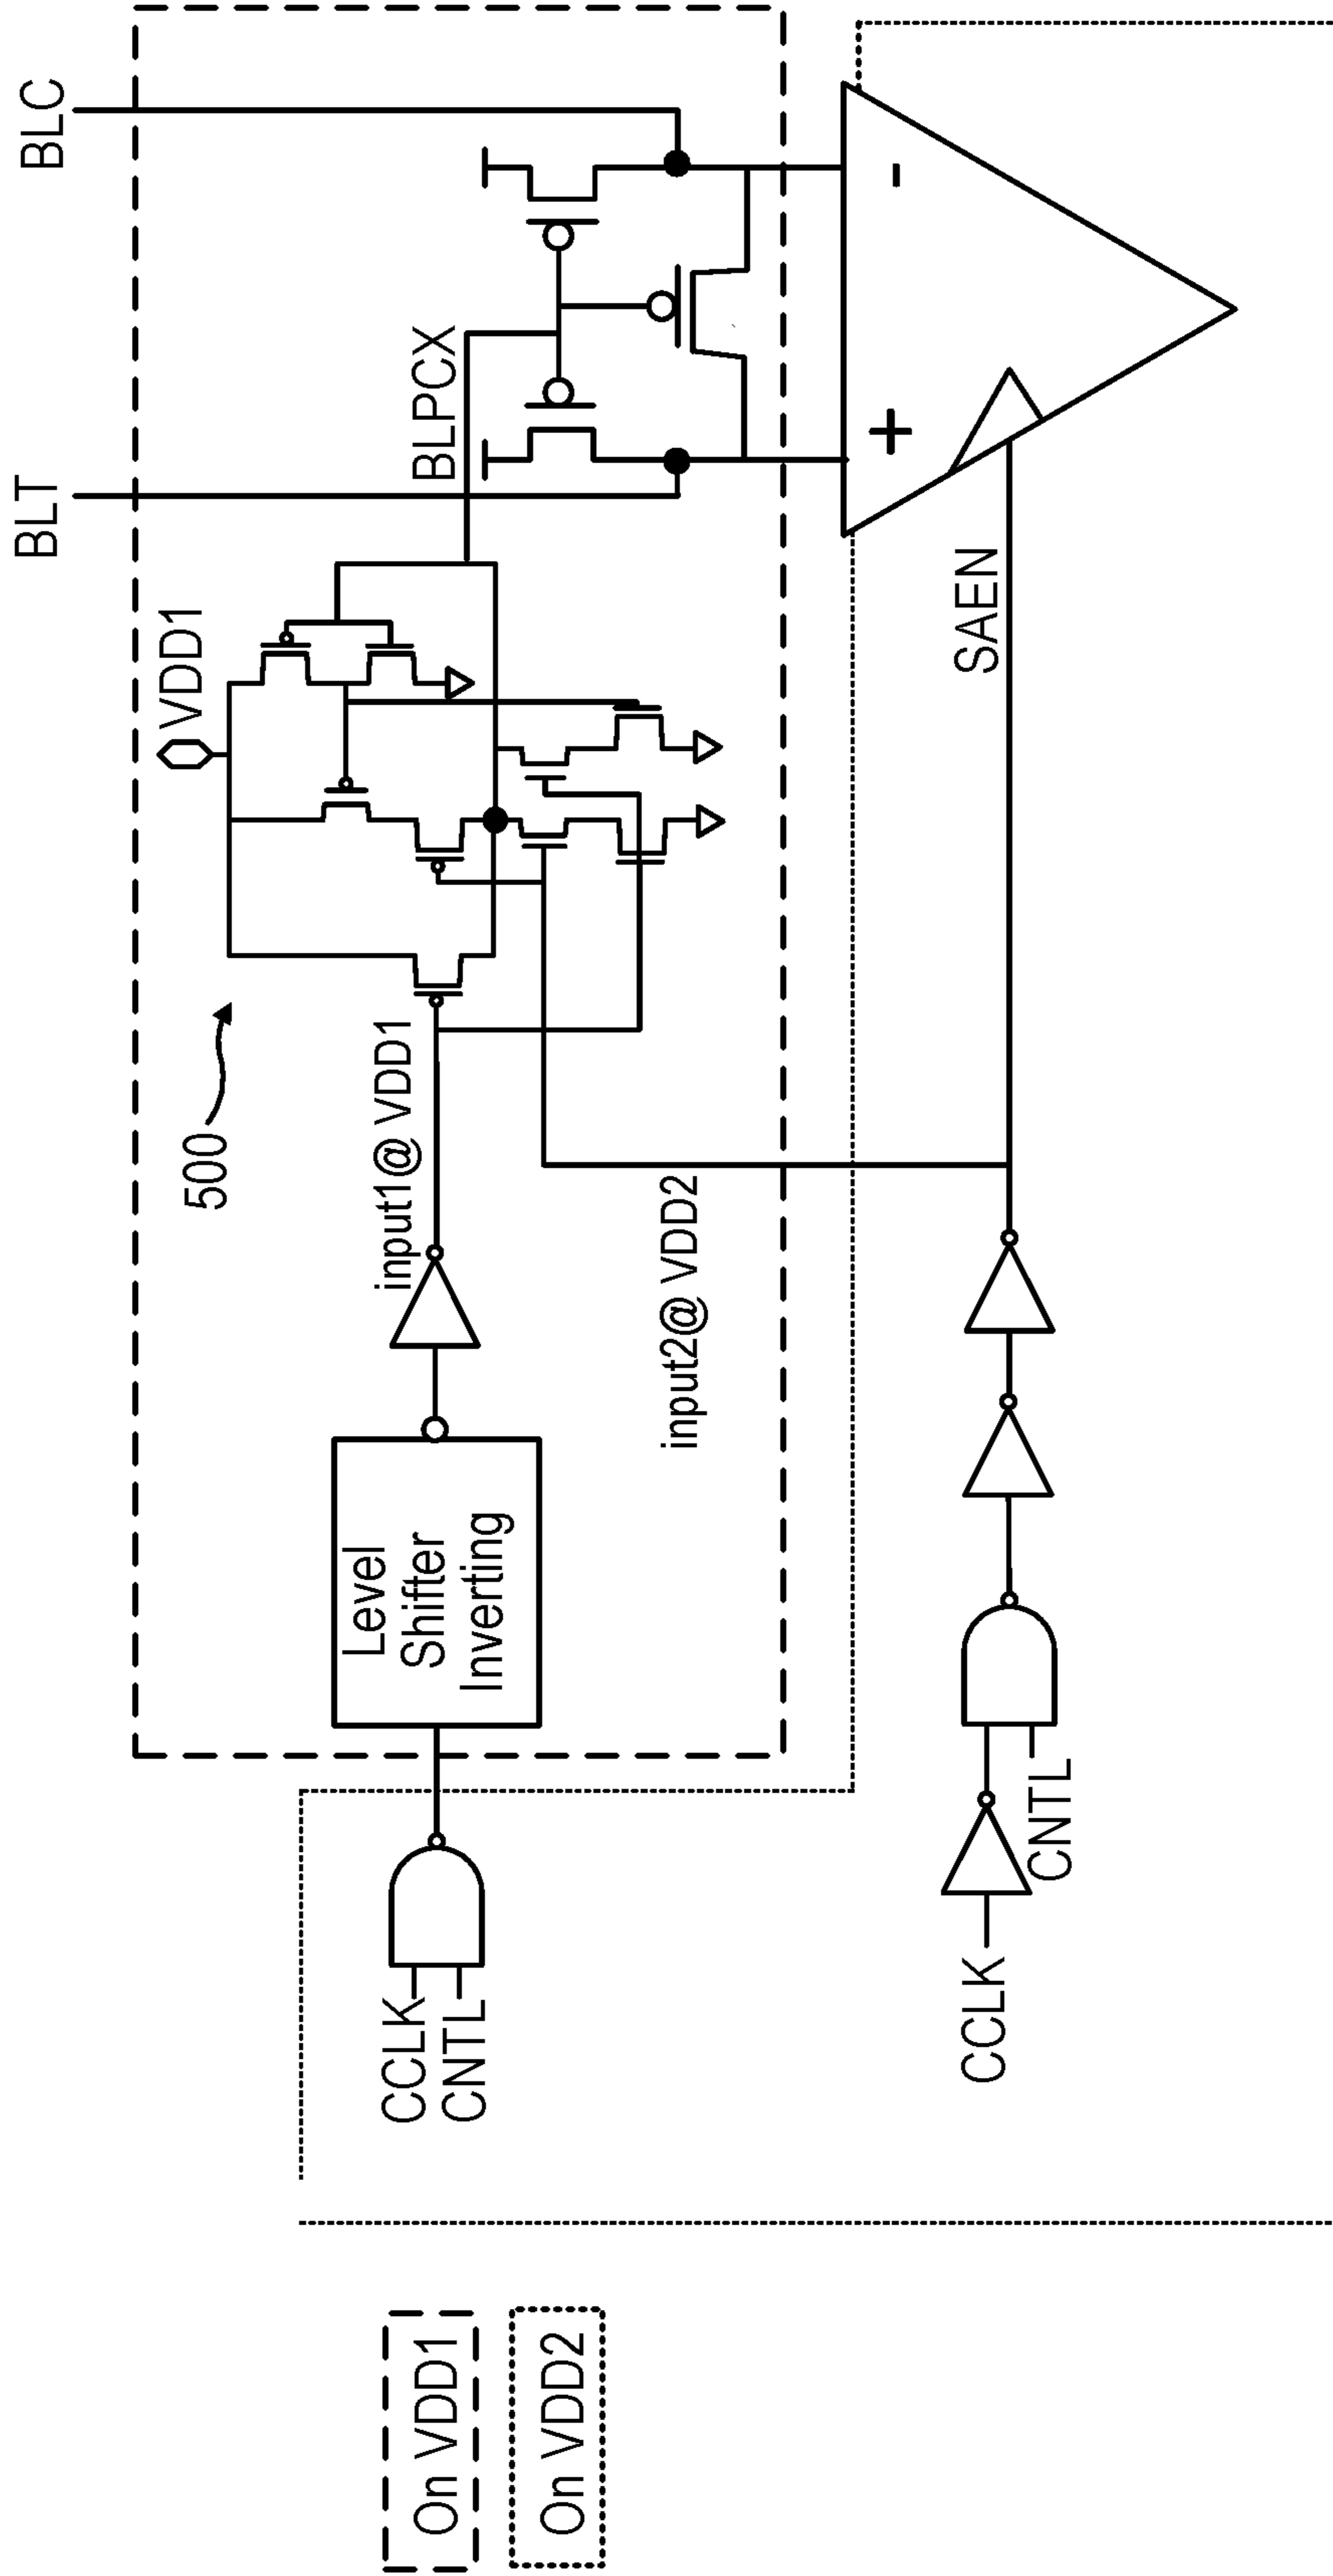 BLT
BLC
VDD1
BLPCX
500
input1@ VDD1
input2@ VDD2
Level
Shifter
Inverting
CCLK
CNTL
+
-
SAEN
CCLK
CNTL
On VDD1
On VDD2